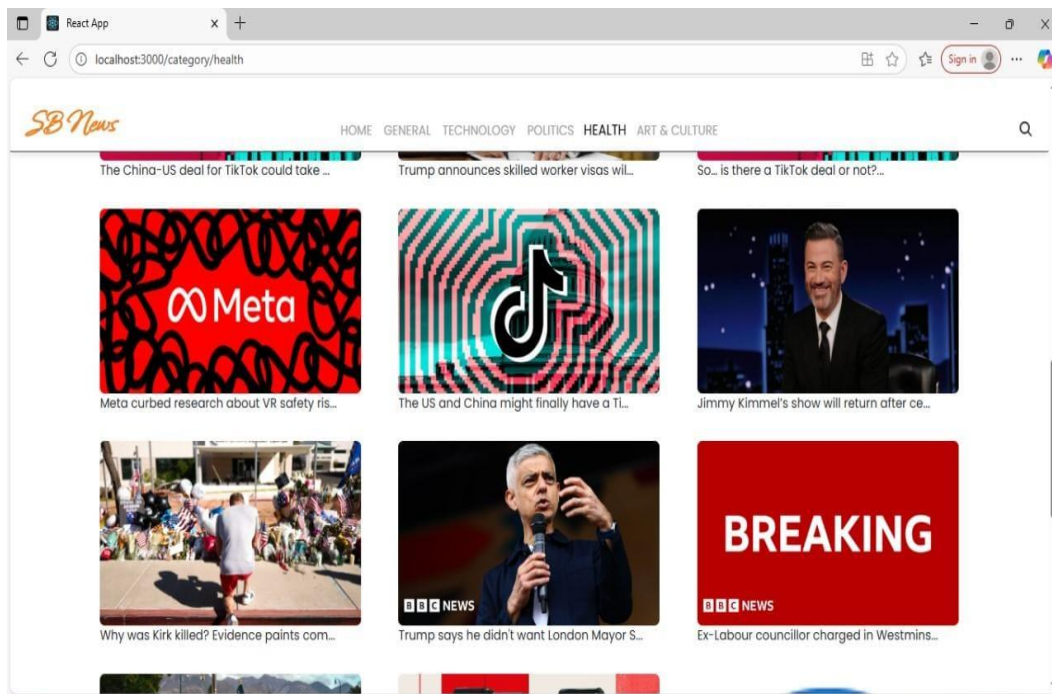 React App
localhost:3000/category/health
Sign in
SB News
HOME GENERAL TECHNOLOGY POLITICS HEALTH ART & CULTURE
The China-US deal for TikTok could take ...
Trump announces skilled worker visas wil...
So... is there a TikTok deal or not?...
Meta
Meta curbed research about VR safety ris...
The US and China might finally have a Ti...
Jimmy Kimmel's show will return after ce...
BBC NEWS
BREAKING
BBC NEWS
Why was Kirk killed? Evidence paints com...
Trump says he didn't want London Mayor S...
Ex-Labour councillor charged in Westmins...